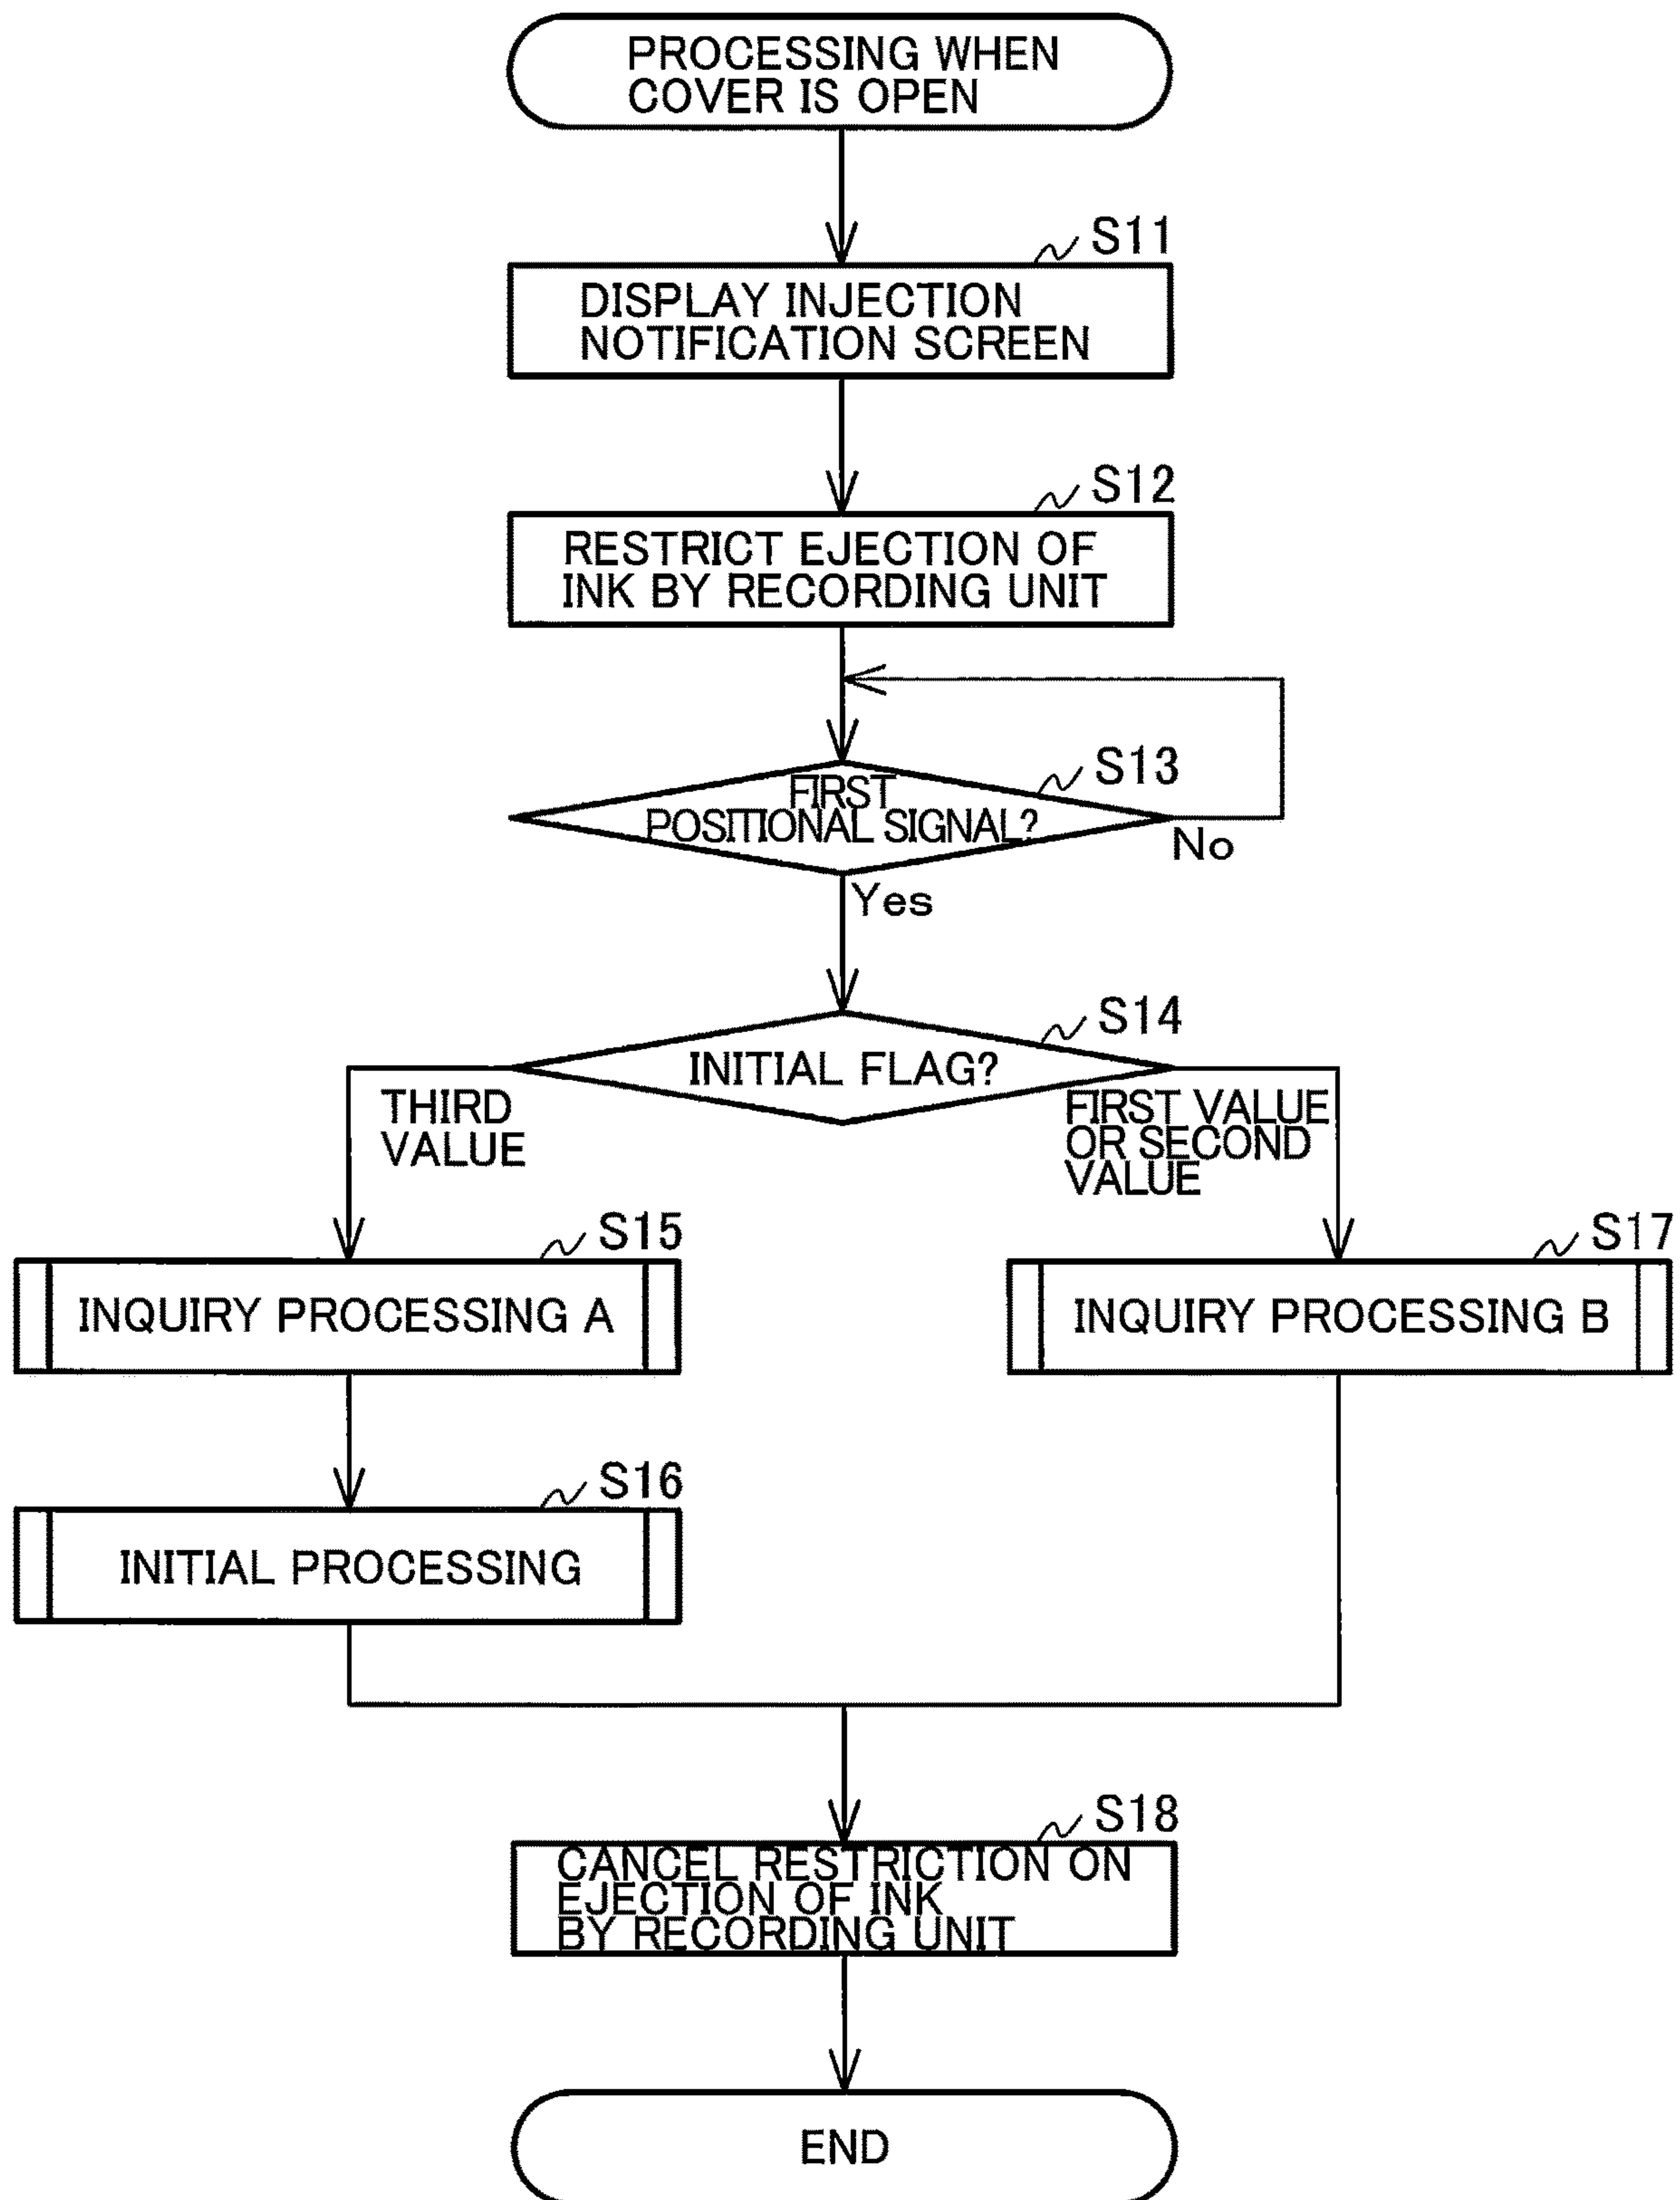 PROCESSING WHEN
COVER IS OPEN
S11
DISPLAY INJECTION
NOTIFICATION SCREEN
S12
RESTRICT EJECTION OF
INK BY RECORDING UNIT
S13
FIRST
POSITIONAL SIGNAL?
No
Yes
S14
INITIAL FLAG?
THIRD
VALUE
FIRST VALUE
OR SECOND
VALUE
S15
INQUIRY PROCESSING A
S17
INQUIRY PROCESSING B
S16
INITIAL PROCESSING
S18
CANCEL RESTRICTION ON
EJECTION OF INK
BY RECORDING UNIT
END